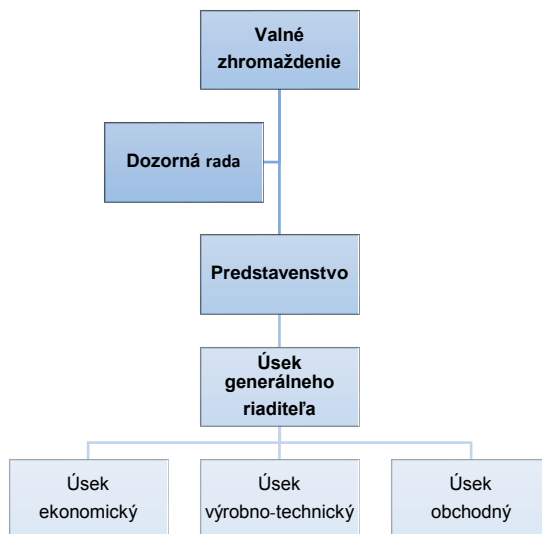 Valné
zhromaždenie
Dozorná rada
Predstavenstvo
Úsek
generálneho
riaditeľa
Úsek
ekonomický
Úsek
výrobno-technický
Úsek
obchodný